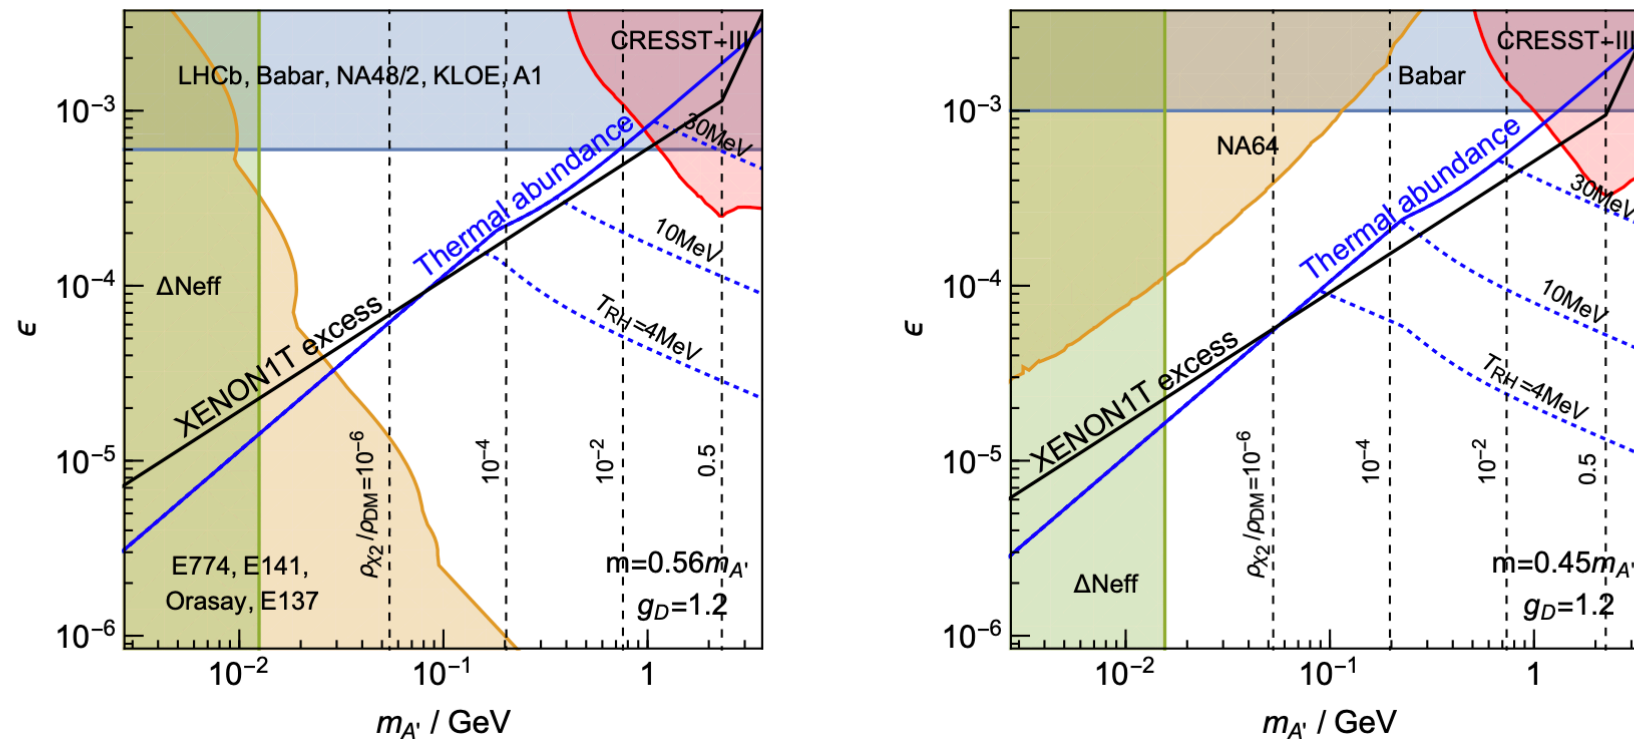 CRESST-III
LHCb, Babar, NA48/2, KLOE, A1
10⁻³
30MeV
Thermal abundance
10MeV
10⁻⁴
ΔNeff
T_RH=4MeV
ϵ
XENON1T excess
ρ_χ2/ρ_DM=10⁻⁶
10⁻⁴
10⁻²
0.5
10⁻⁵
E774, E141,
Orasay, E137
m=0.56m_A'
g_D=1.2
10⁻⁶
10⁻²
10⁻¹
1
m_A' / GeV
CRESST-III
Babar
10⁻³
NA64
30MeV
Thermal abundance
10MeV
10⁻⁴
T_RH=4MeV
ϵ
XENON1T excess
ρ_χ2/ρ_DM=10⁻⁶
10⁻⁴
10⁻²
0.5
10⁻⁵
ΔNeff
m=0.45m_A'
g_D=1.2
10⁻⁶
10⁻²
10⁻¹
1
m_A' / GeV